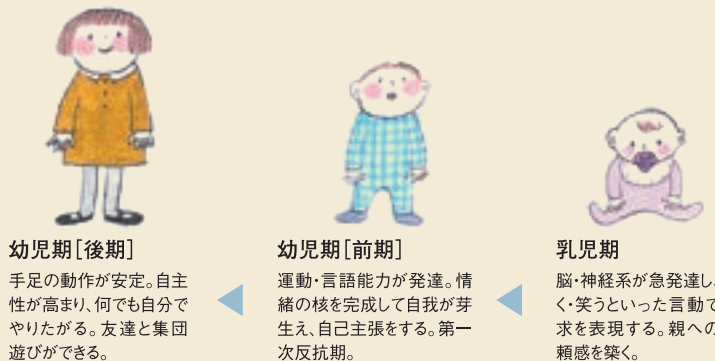 幼児期[後期]
手足の動作が安定。自主
性が高まり、何でも自分で
やりたがる。友達と集団
遊びができる。
幼児期[前期]
運動・言語能力が発達。情
緒の核を完成して自我が芽
生え、自己主張をする。第一
次反抗期。
乳児期
脳・神経系が急発達し、
く・笑うといった言動で
求を表現する。親への
頼感を築く。